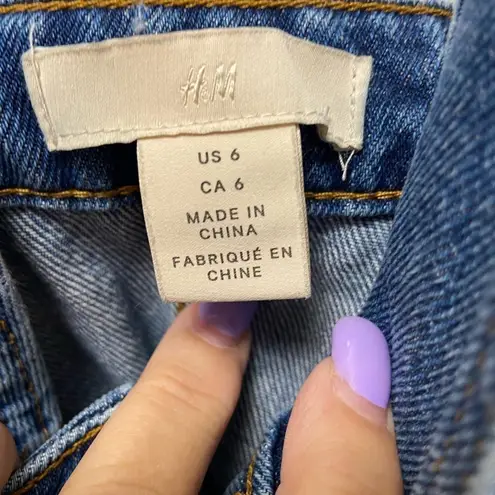 H&M
US 6
CA 6
MADE IN
CHINA
FABRIQUÉ EN
CHINE